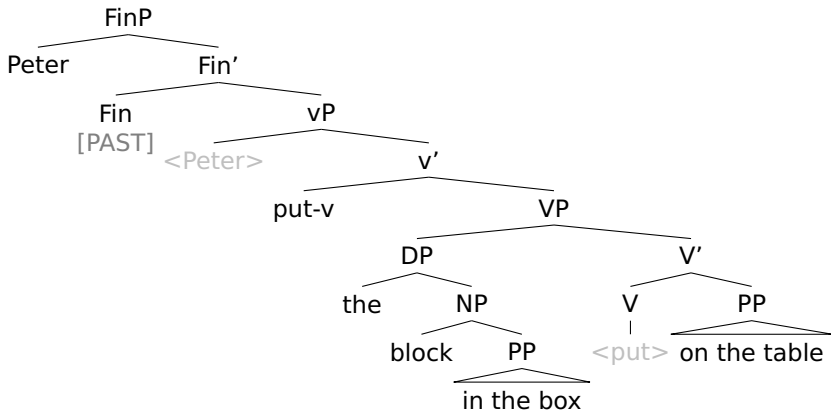 FinP
Peter Fin'
Fin vP
[PAST]
<Peter> v'
put-v VP
DP V'
the NP V PP
block PP <put> on the table
in the box